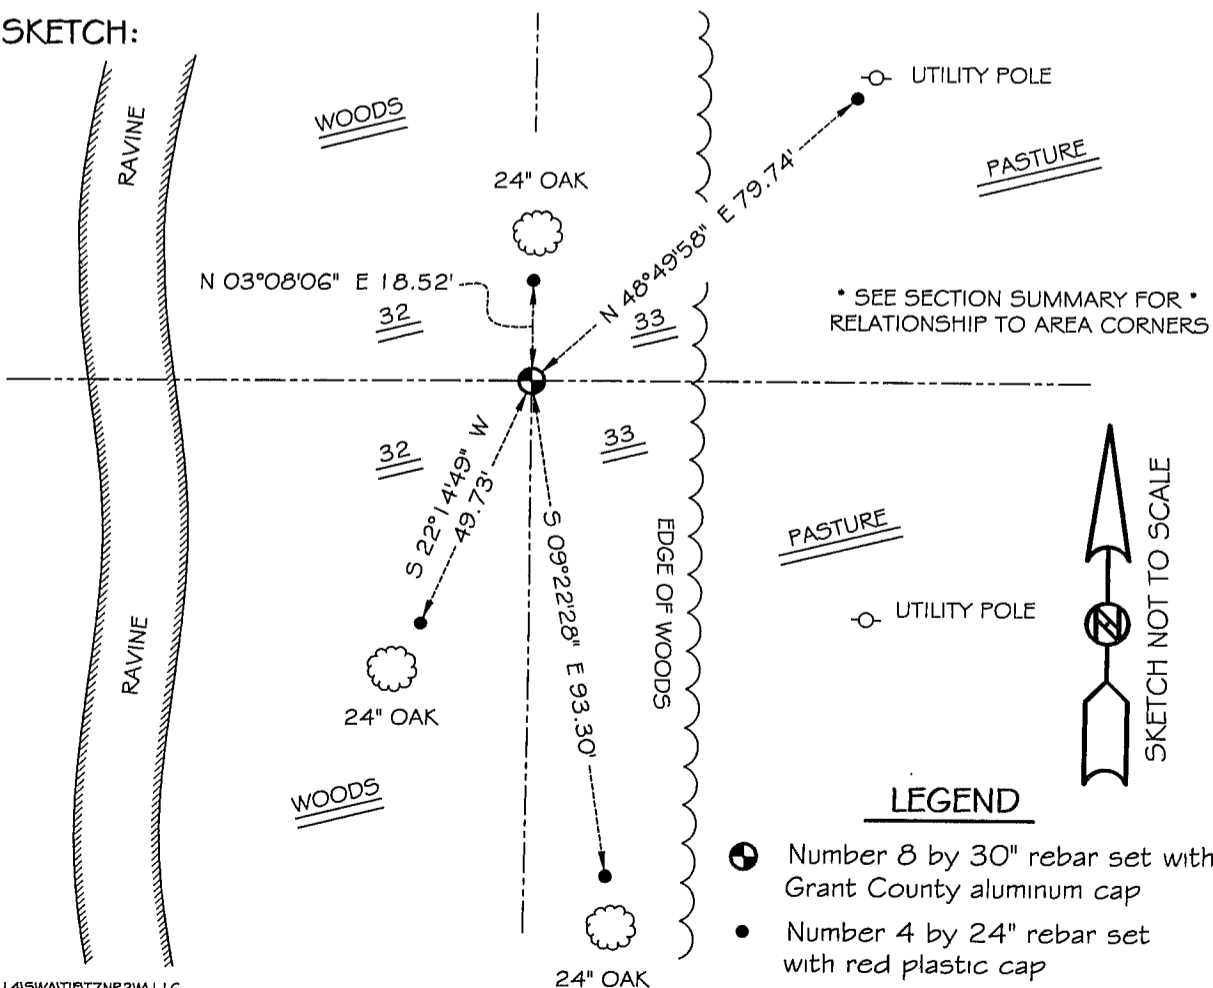 SKETCH:
UTILITY POLE
WOODS
RAVINE
PASTURE
24" OAK
N 48°49'58" E 79.74'
N 03°08'06" E 18.52'
32
33
* SEE SECTION SUMMARY FOR *
RELATIONSHIP TO AREA CORNERS
32
33
S 22°14'49" W
49.73'
S 09°22'28" E 93.30'
EDGE OF WOODS
PASTURE
SKETCH NOT TO SCALE
N
UTILITY POLE
RAVINE
24" OAK
WOODS
LEGEND
Number 8 by 30" rebar set with
Grant County aluminum cap
Number 4 by 24" rebar set
with red plastic cap
24" OAK